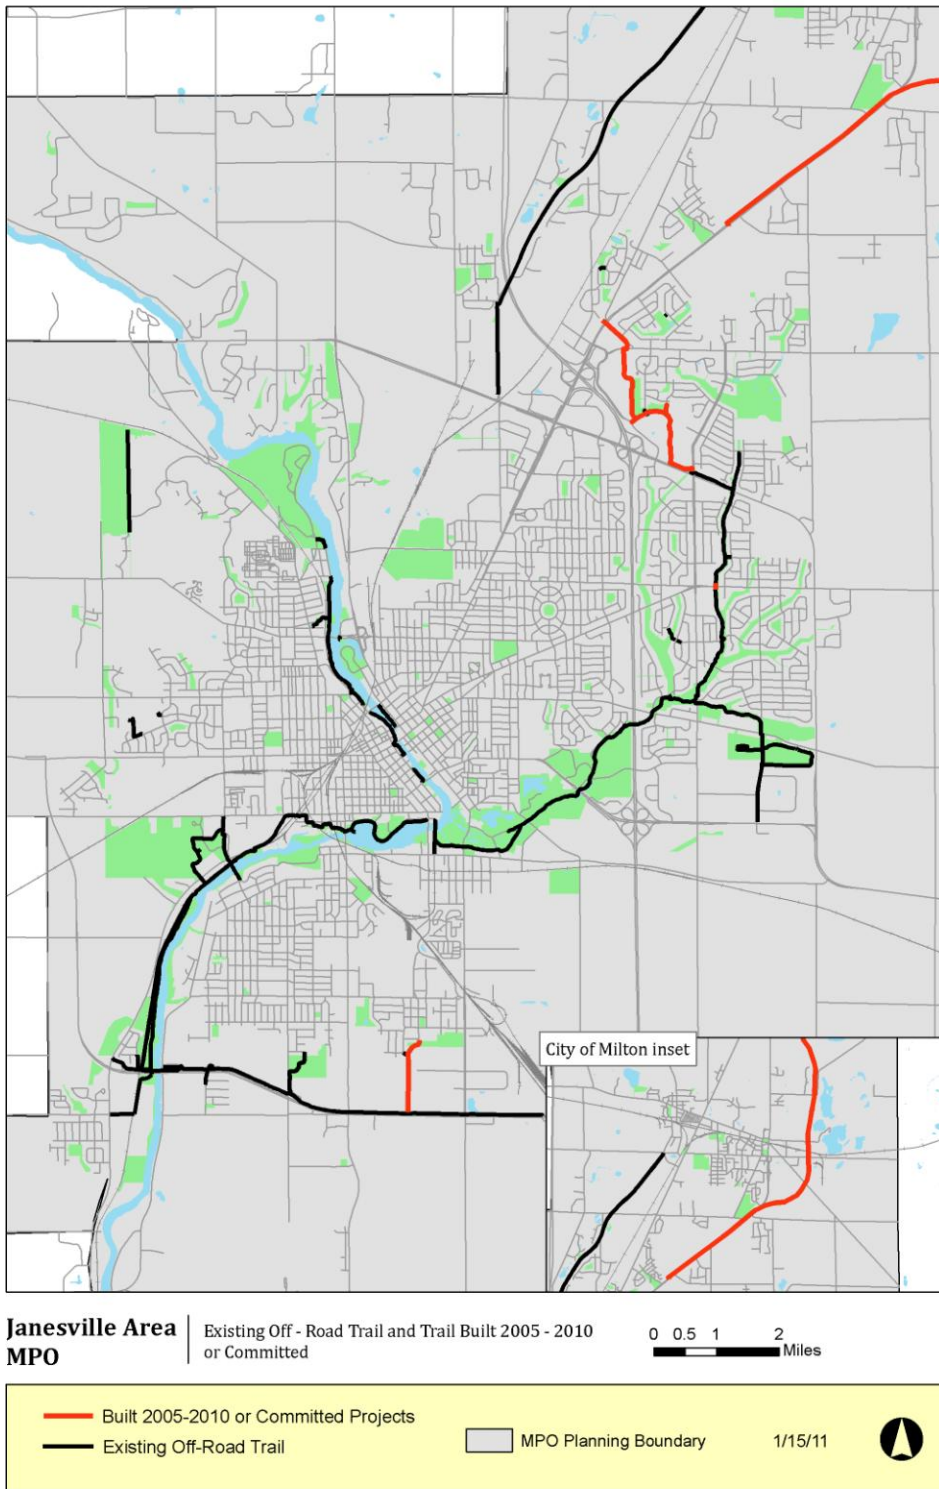 City of Milton inset
Janesville Area
MPO
Existing Off - Road Trail and Trail Built 2005 - 2010
or Committed
0 0.5 1 2
Miles
Built 2005-2010 or Committed Projects
Existing Off-Road Trail
MPO Planning Boundary
1/15/11